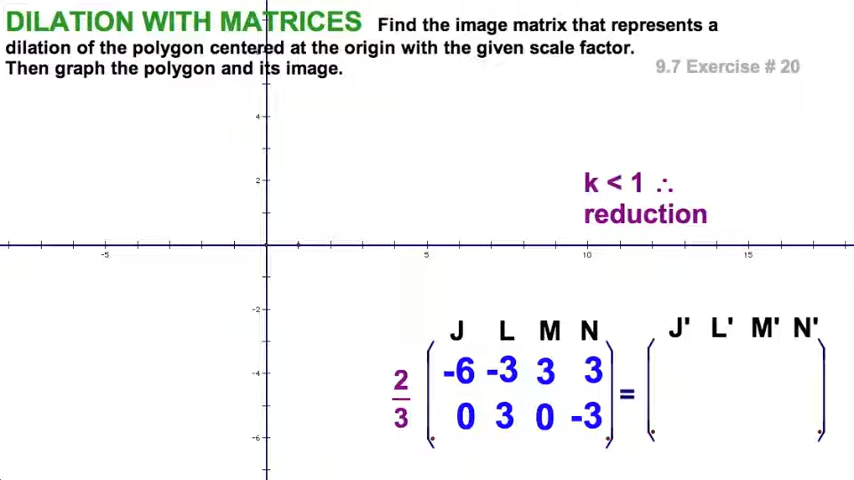 DILATION WITH MATRICES Find the image matrix that represents a
dilation of the polygon centered at the origin with the given scale factor.
Then graph the polygon and its image.
9.7 Exercise # 20
4
2
k < 1 ∴
reduction
-5 5 10 15
-2
J L M N J' L' M' N'
-4
2/3 ( -6 -3 3 3 ) = ( )
0 3 0 -3
-6